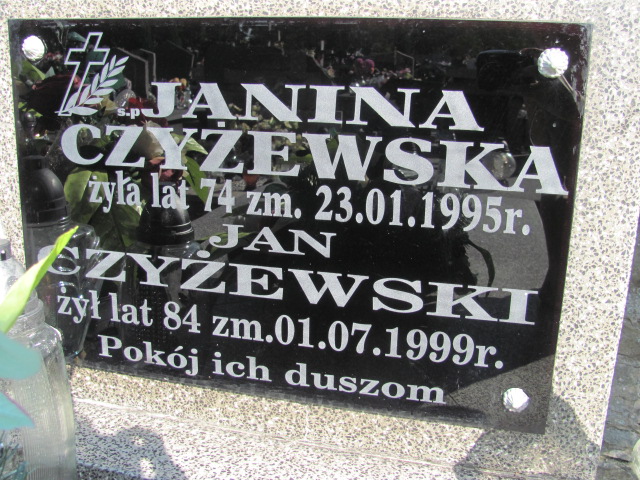 ś.p JANINA
CZYŻEWSKA
żyła lat 74 zm. 23.01.1995r.
JAN
CZYŻEWSKI
żył lat 84 zm.01.07.1999r.
Pokój ich duszom